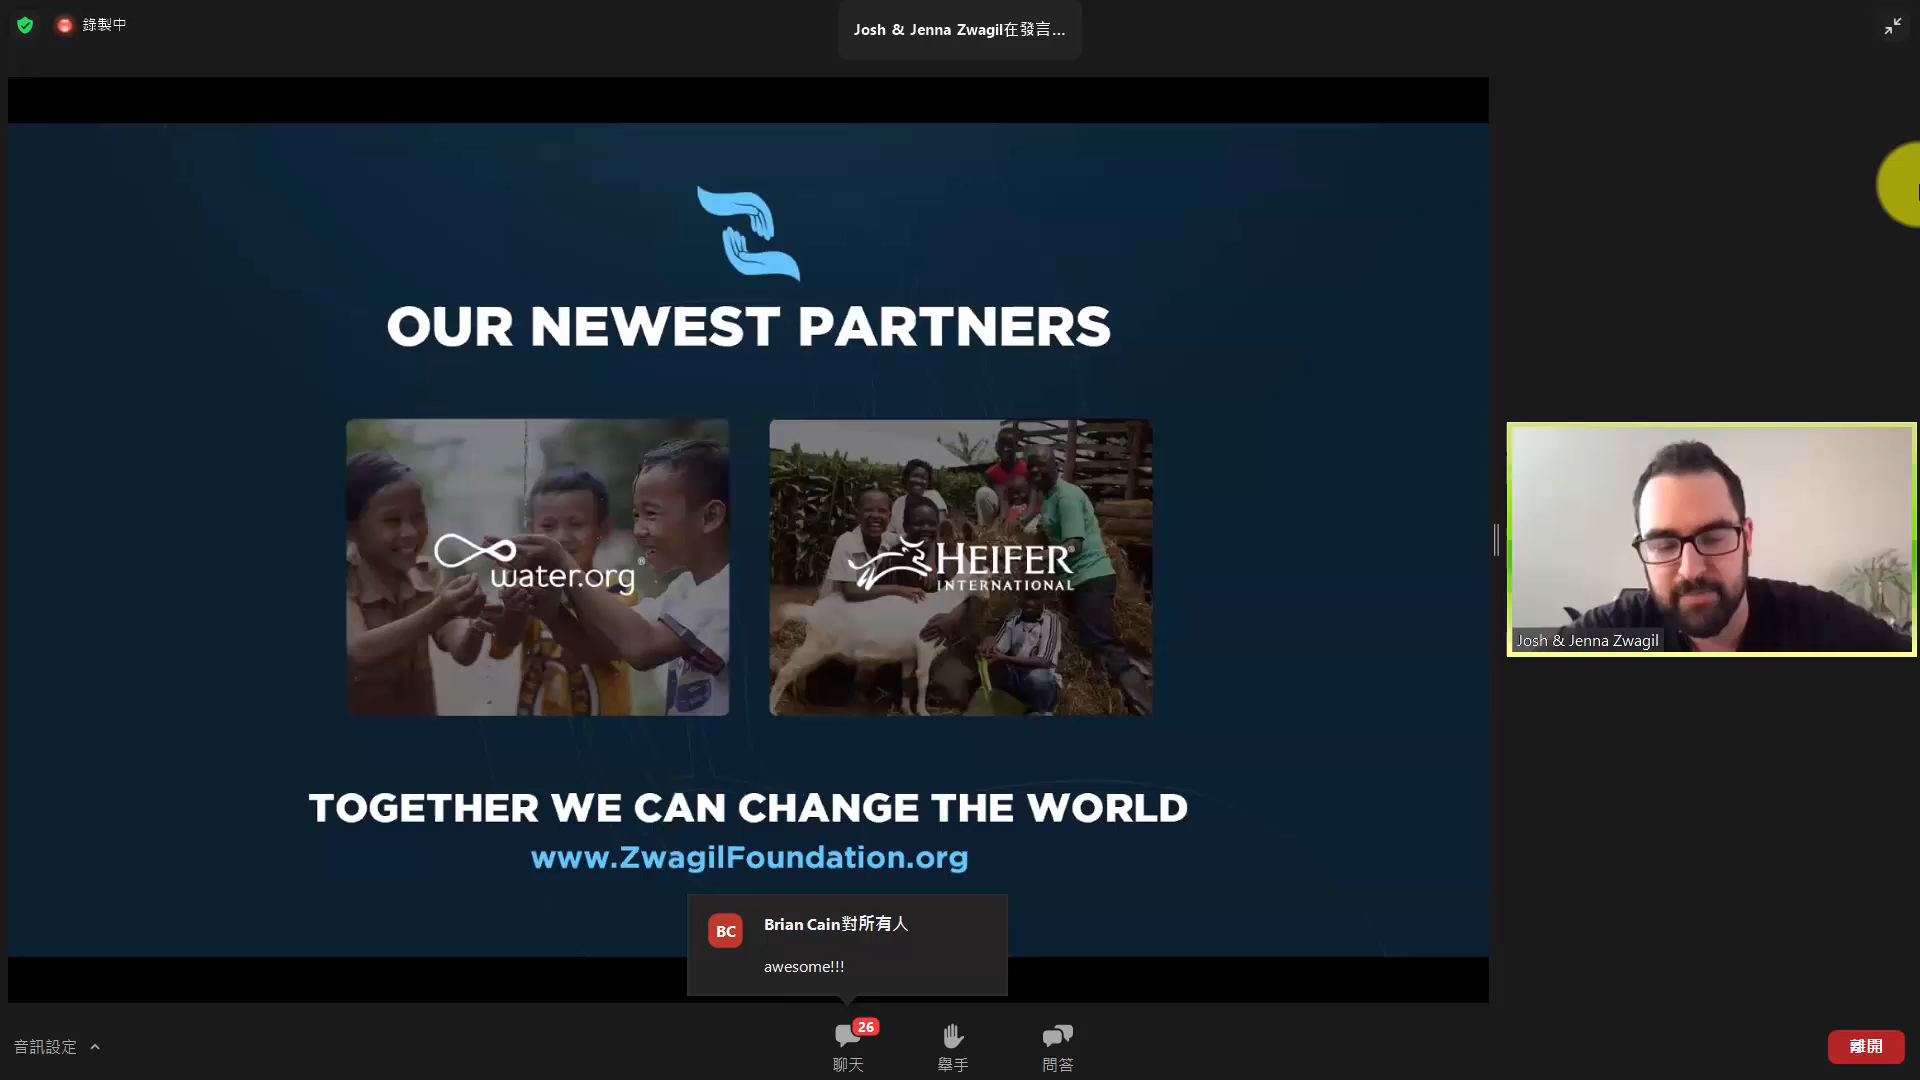 錄製中
Josh & Jenna Zwagil在發言...
OUR NEWEST PARTNERS
water.org®
HEIFER®
INTERNATIONAL
TOGETHER WE CAN CHANGE THE WORLD
www.ZwagilFoundation.org
Josh & Jenna Zwagil
BC
Brian Cain對所有人
awesome!!!
音訊設定
26
聊天
舉手
問答
離開